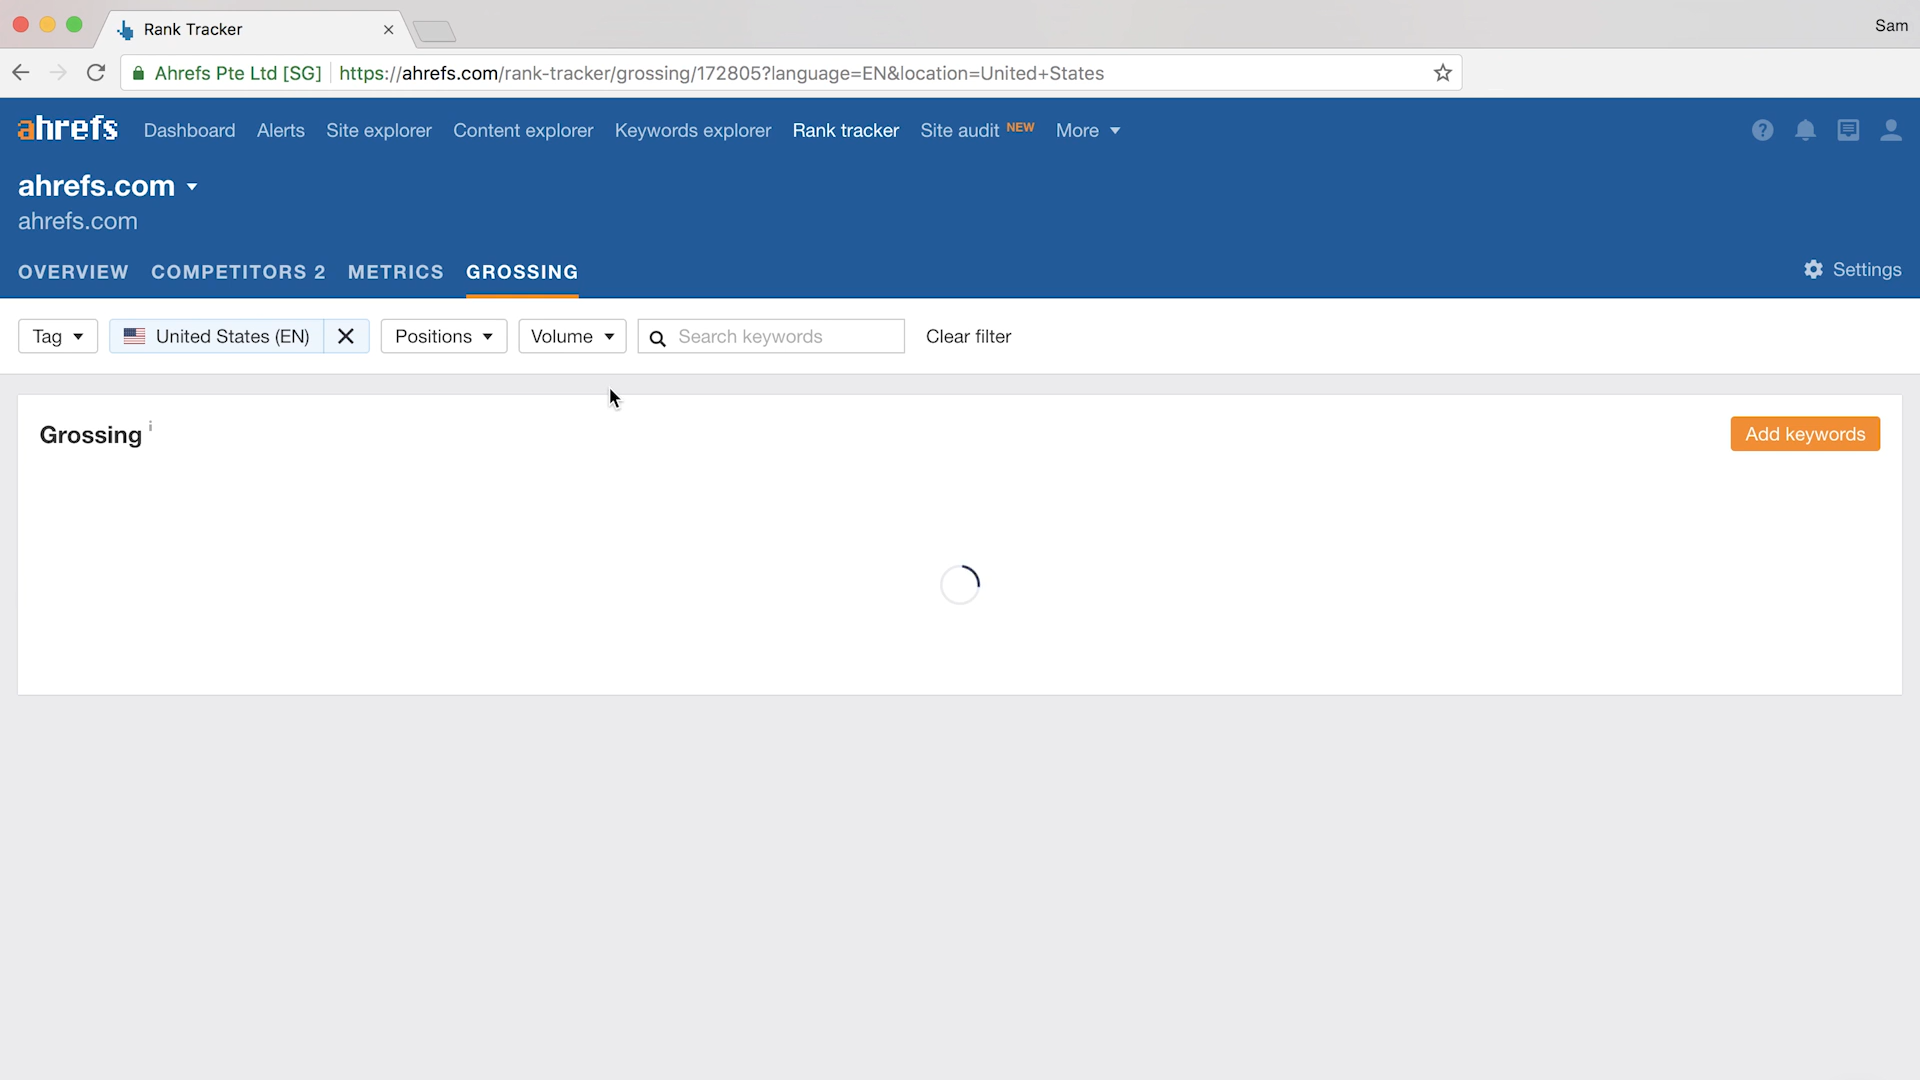 Rank Tracker
Sam
Ahrefs Pte Ltd [SG] https://ahrefs.com/rank-tracker/grossing/172805?language=EN&location=United+States
ahrefs Dashboard Alerts Site explorer Content explorer Keywords explorer Rank tracker Site audit NEW More
ahrefs.com
ahrefs.com
OVERVIEW COMPETITORS 2 METRICS GROSSING Settings
Tag United States (EN) Positions Volume Search keywords Clear filter
Grossing i Add keywords